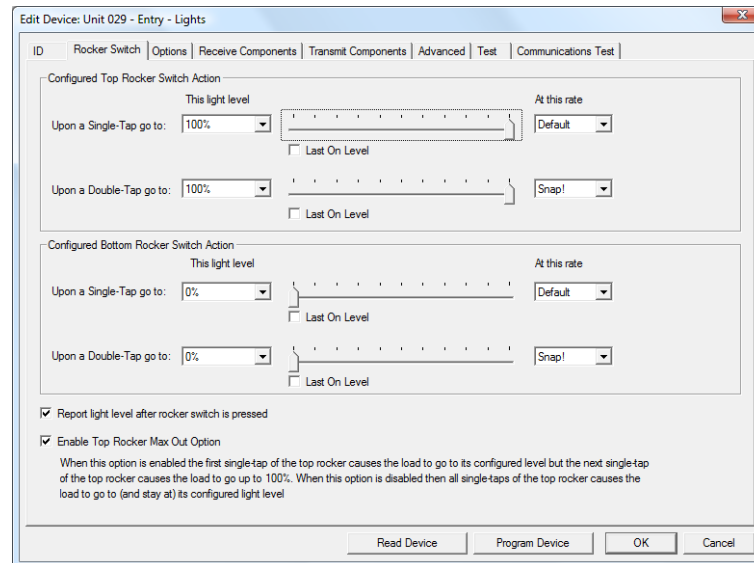 Edit Device: Unit 029 - Entry - Lights
ID Rocker Switch Options Receive Components Transmit Components Advanced Test Communications Test
Configured Top Rocker Switch Action
This light level At this rate
Upon a Single-Tap go to: 100% Default
Last On Level
Upon a Double-Tap go to: 100% Snap!
Last On Level
Configured Bottom Rocker Switch Action
This light level At this rate
Upon a Single-Tap go to: 0% Default
Last On Level
Upon a Double-Tap go to: 0% Snap!
Last On Level
Report light level after rocker switch is pressed
Enable Top Rocker Max Out Option
When this option is enabled the first single-tap of the top rocker causes the load to go to its configured level but the next single-tap
of the top rocker causes the load to go up to 100%. When this option is disabled then all single-taps of the top rocker causes the
load to go to (and stay at) its configured light level
Read Device Program Device OK Cancel